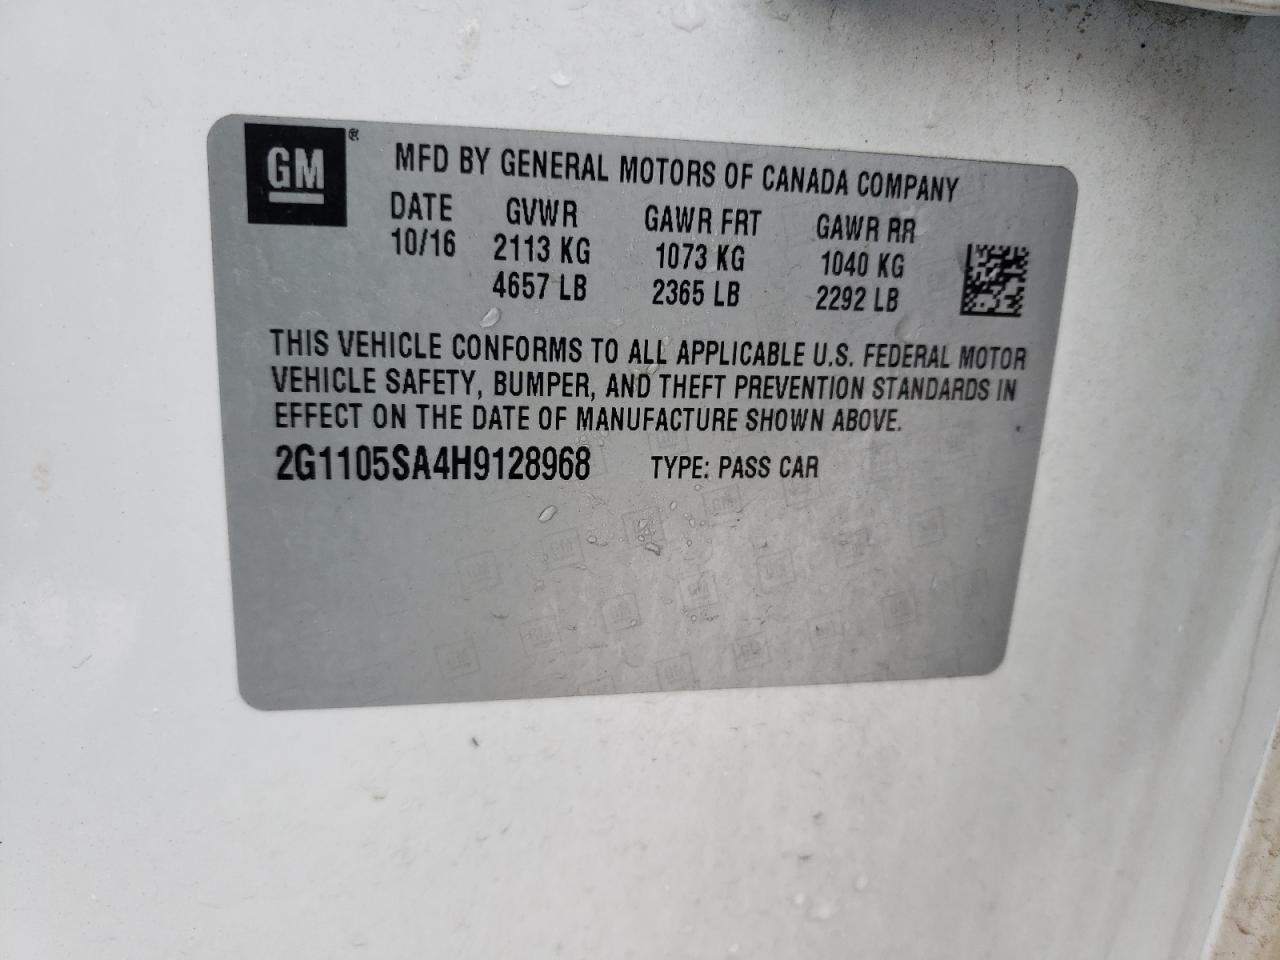 GM ®
MFD BY GENERAL MOTORS OF CANADA COMPANY
DATE GVWR GAWR FRT GAWR RR
10/16 2113 KG 1073 KG 1040 KG
4657 LB 2365 LB 2292 LB
THIS VEHICLE CONFORMS TO ALL APPLICABLE U.S. FEDERAL MOTOR
VEHICLE SAFETY, BUMPER, AND THEFT PREVENTION STANDARDS IN
EFFECT ON THE DATE OF MANUFACTURE SHOWN ABOVE.
2G1105SA4H9128968 TYPE: PASS CAR